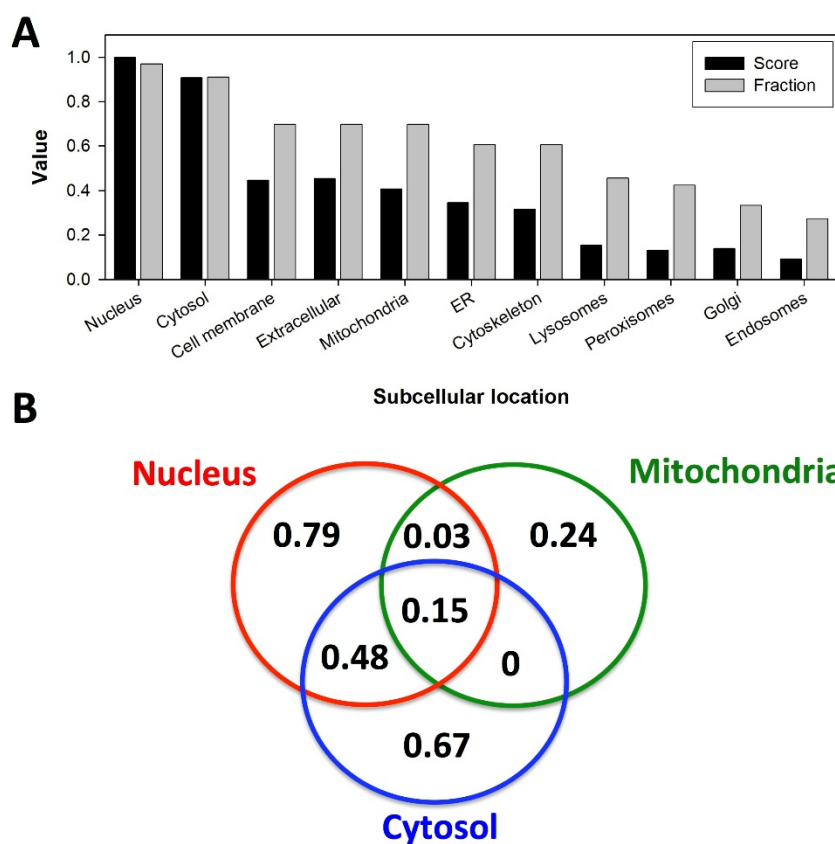 A
Score
Fraction
1.0
0.8
0.6
0.4
0.2
0.0
Value
Nucleus
Cytosol
Cell membrane
Extracellular
Mitochondria
ER
Cytoskeleton
Lysosomes
Peroxisomes
Golgi
Endosomes
Subcellular location
B
Nucleus
Mitochondria
0.79
0.03
0.24
0.15
0.48
0
0.67
Cytosol